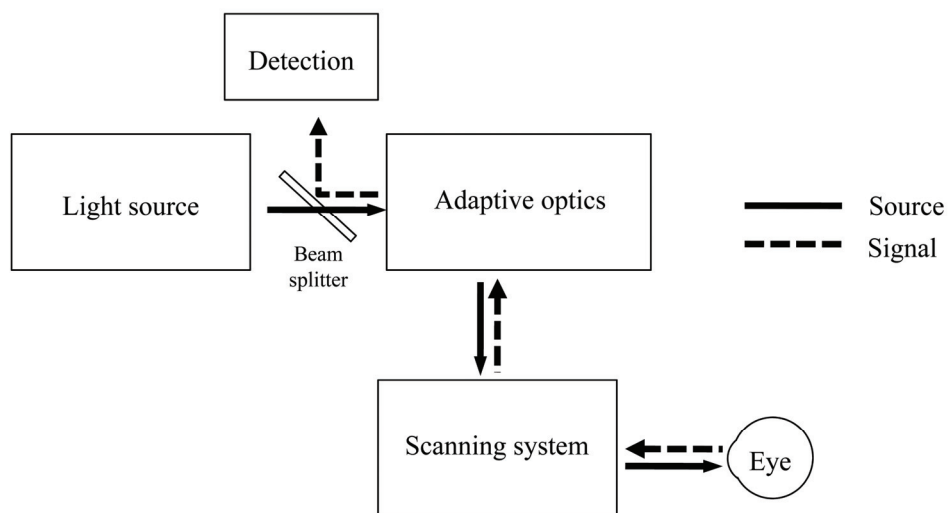 Detection
Light source
Adaptive optics
Source
Signal
Beam
splitter
Scanning system
Eye